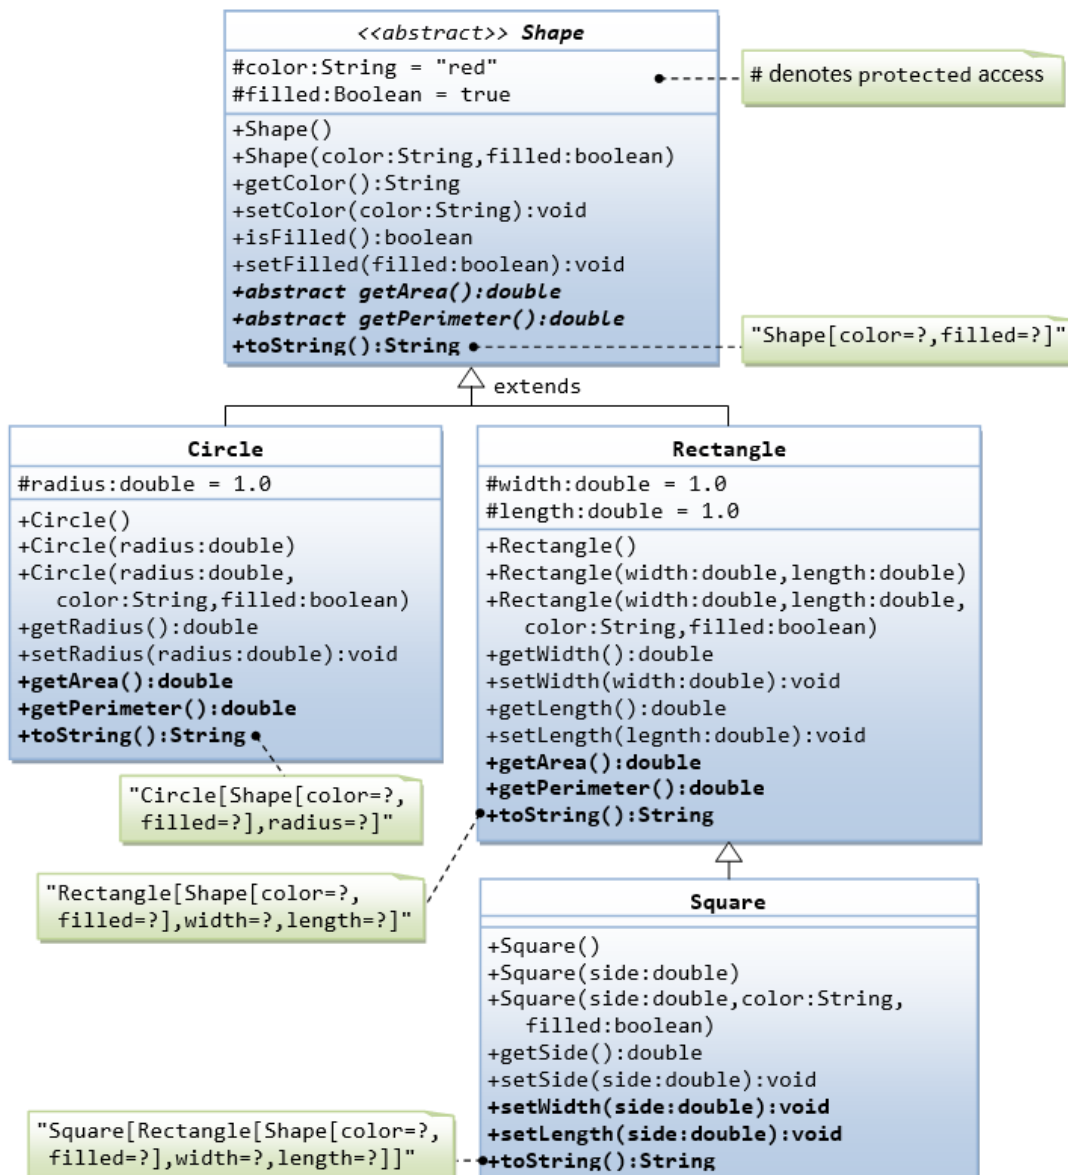 <<abstract>> Shape
#color:String = "red"
#filled:Boolean = true
# denotes protected access
+Shape()
+Shape(color:String,filled:boolean)
+getColor():String
+setColor(color:String):void
+isFilled():boolean
+setFilled(filled:boolean):void
+abstract getArea():double
+abstract getPerimeter():double
+toString():String
"Shape[color=?,filled=?]"
extends
Circle
#radius:double = 1.0
+Circle()
+Circle(radius:double)
+Circle(radius:double,
color:String,filled:boolean)
+getRadius():double
+setRadius(radius:double):void
+getArea():double
+getPerimeter():double
+toString():String
"Circle[Shape[color=?,
filled=?],radius=?]"
Rectangle
#width:double = 1.0
#length:double = 1.0
+Rectangle()
+Rectangle(width:double,length:double)
+Rectangle(width:double,length:double,
color:String,filled:boolean)
+getWidth():double
+setWidth(width:double):void
+getLength():double
+setLength(legnth:double):void
+getArea():double
+getPerimeter():double
+toString():String
"Rectangle[Shape[color=?,
filled=?],width=?,length=?]"
Square
+Square()
+Square(side:double)
+Square(side:double,color:String,
filled:boolean)
+getSide():double
+setSide(side:double):void
+setWidth(side:double):void
+setLength(side:double):void
+toString():String
"Square[Rectangle[Shape[color=?,
filled=?],width=?,length=?]]"